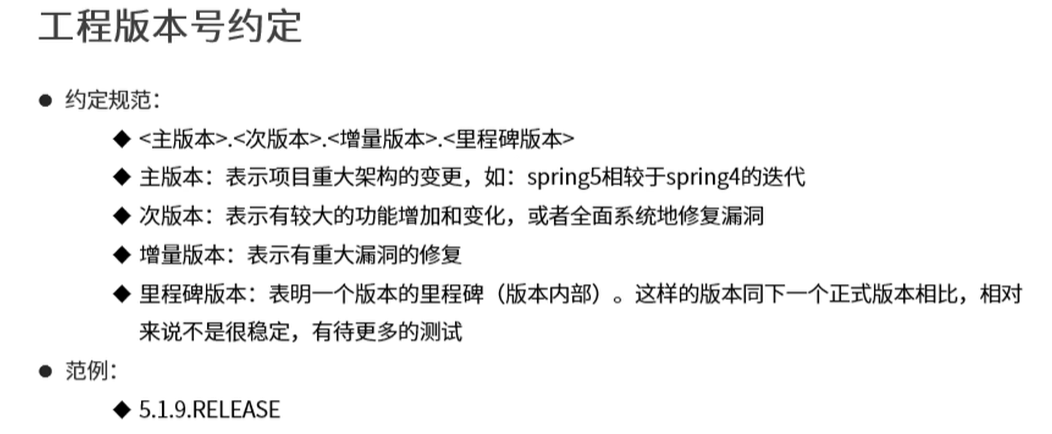 工程版本号约定
● 约定规范：
◆ <主版本>.<次版本>.<增量版本>.<里程碑版本>
◆ 主版本：表示项目重大架构的变更，如：spring5相较于spring4的迭代
◆ 次版本：表示有较大的功能增加和变化，或者全面系统地修复漏洞
◆ 增量版本：表示有重大漏洞的修复
◆ 里程碑版本：表明一个版本的里程碑（版本内部）。这样的版本同下一个正式版本相比，相对
来说不是很稳定，有待更多的测试
● 范例：
◆ 5.1.9.RELEASE